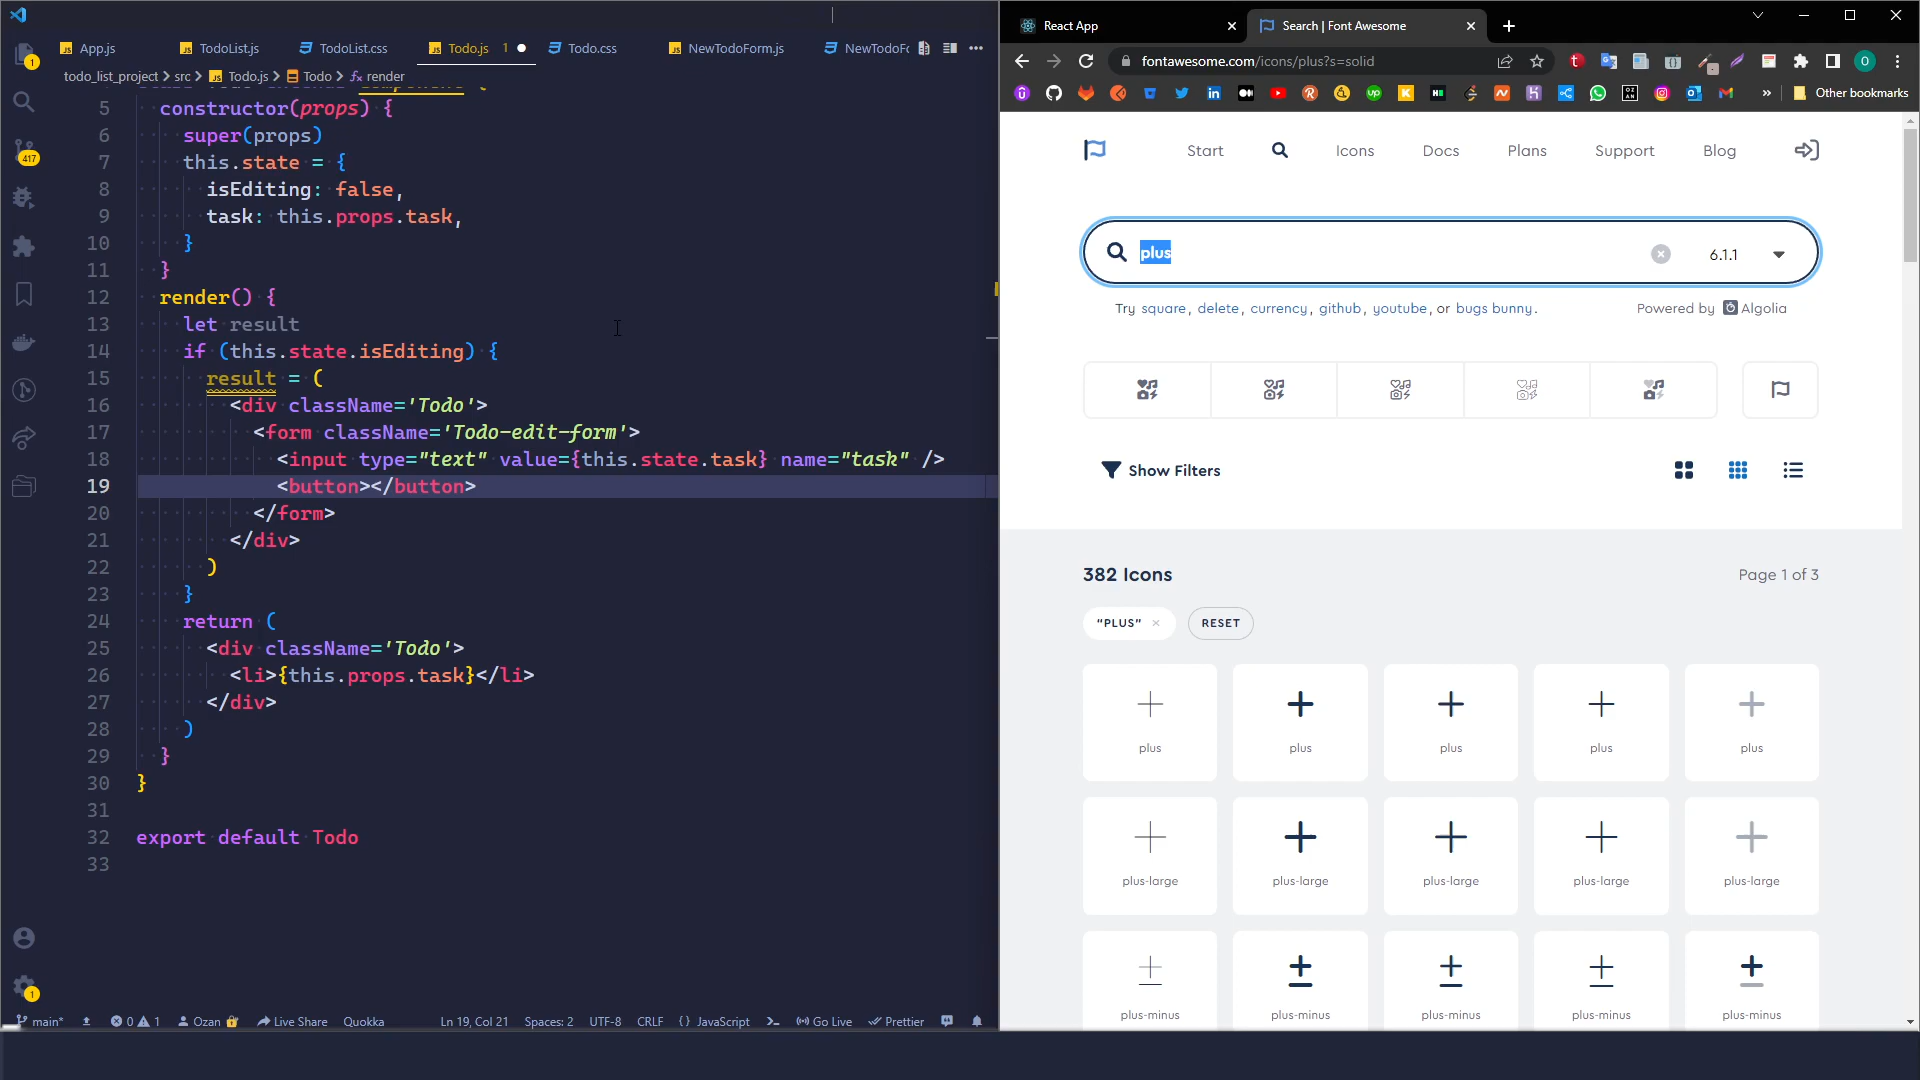 App.js
TodoList.js
TodoList.css
Todo.js 1
Todo.css
NewTodoForm.js
NewTodoFo
todo_list_project > src > Todo.js > Todo > render
5 constructor(props) {
6 super(props)
7 this.state = {
8 isEditing: false,
9 task: this.props.task,
10 }
11 }
12 render() {
13 let result
14 if (this.state.isEditing) {
15 result = (
16 <div className='Todo'>
17 <form className='Todo-edit-form'>
18 <input type="text" value={this.state.task} name="task" />
19 <button></button>
20 </form>
21 </div>
22 )
23 }
24 return (
25 <div className='Todo'>
26 <li>{this.props.task}</li>
27 </div>
28 )
29 }
30 }
31
32 export default Todo
33
1
417
1
main*
0 1
Ozan
Live Share
Quokka
Ln 19, Col 21
Spaces: 2
UTF-8
CRLF
{ } JavaScript
Go Live
Prettier
React App
Search | Font Awesome
fontawesome.com/icons/plus?s=solid
O
Other bookmarks
Start
Icons
Docs
Plans
Support
Blog
plus
6.1.1
Try square, delete, currency, github, youtube, or bugs bunny.
Powered by Algolia
Show Filters
382 Icons
Page 1 of 3
"PLUS" ×
RESET
plus
plus
plus
plus
plus
plus-large
plus-large
plus-large
plus-large
plus-large
plus-minus
plus-minus
plus-minus
plus-minus
plus-minus